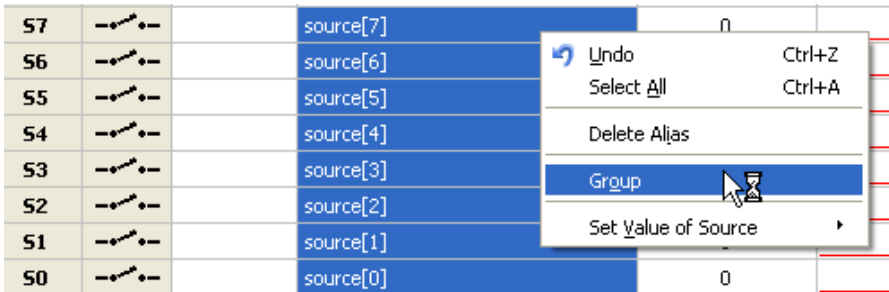 S7 source[7] 0
S6 source[6]
S5 source[5]
S4 source[4]
S3 source[3]
S2 source[2]
S1 source[1]
S0 source[0] 0
Undo Ctrl+Z
Select All Ctrl+A
Delete Alias
Group
Set Value of Source